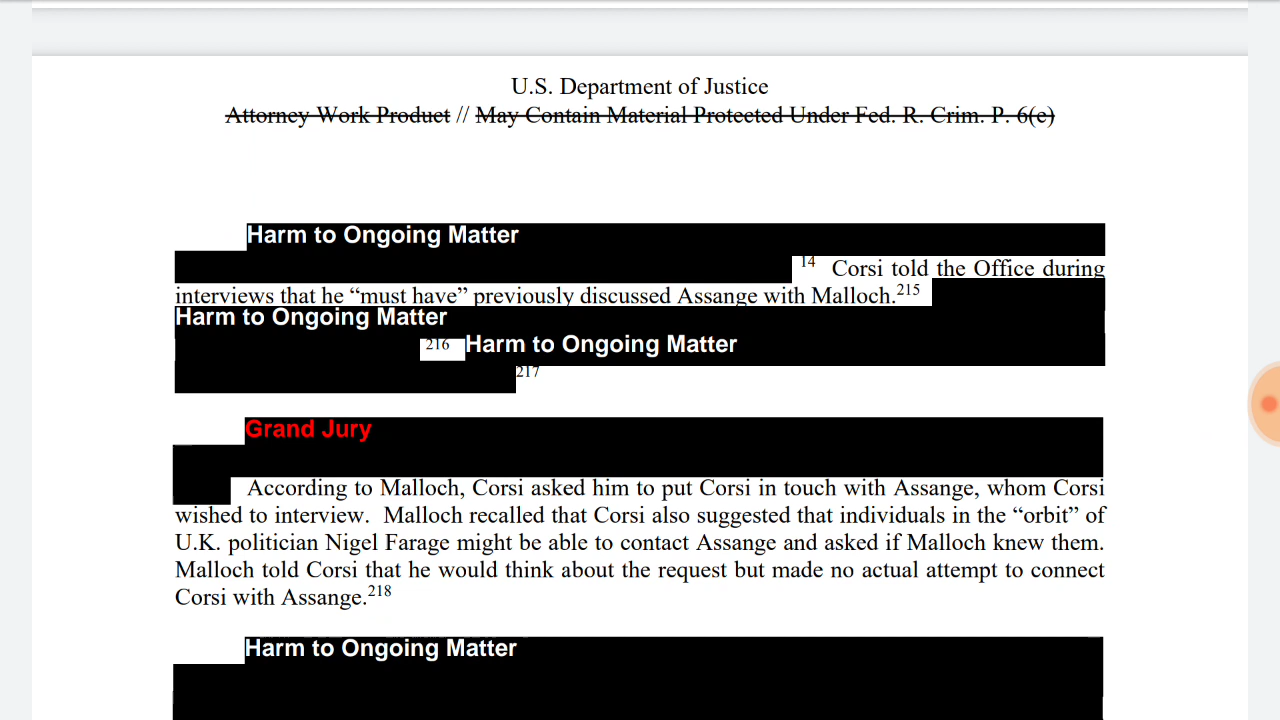 U.S. Department of Justice
Attorney Work Product // May Contain Material Protected Under Fed. R. Crim. P. 6(e)
Harm to Ongoing Matter
14 Corsi told the Office during
interviews that he “must have” previously discussed Assange with Malloch.215
Harm to Ongoing Matter
216 Harm to Ongoing Matter
217
Grand Jury
According to Malloch, Corsi asked him to put Corsi in touch with Assange, whom Corsi
wished to interview. Malloch recalled that Corsi also suggested that individuals in the “orbit” of
U.K. politician Nigel Farage might be able to contact Assange and asked if Malloch knew them.
Malloch told Corsi that he would think about the request but made no actual attempt to connect
Corsi with Assange.218
Harm to Ongoing Matter